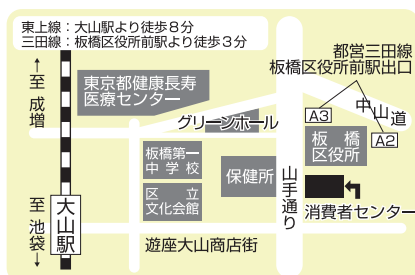 東上線：大山駅より徒歩８分
三田線：板橋区役所前駅より徒歩３分
都営三田線
板橋区役所前駅出口
←至 成増
東京都健康長寿
医療センター
A3
中山道
グリーンホール
A2
板橋
区役所
板橋第一
中学校
保健所
山手通り
区立
文化会館
消費者センター
大山駅
至 池袋→
遊座大山商店街